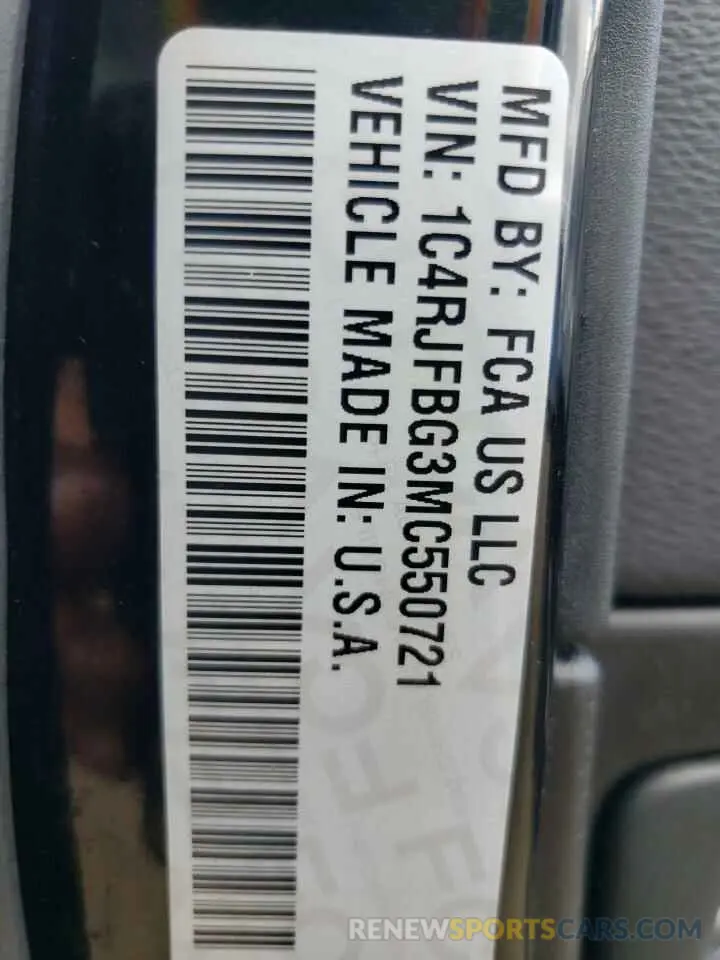 MFD BY: FCA US LLC
VIN: 1C4RJFBG3MC550721
VEHICLE MADE IN: U.S.A.
RENEWSPORTSCARS.COM